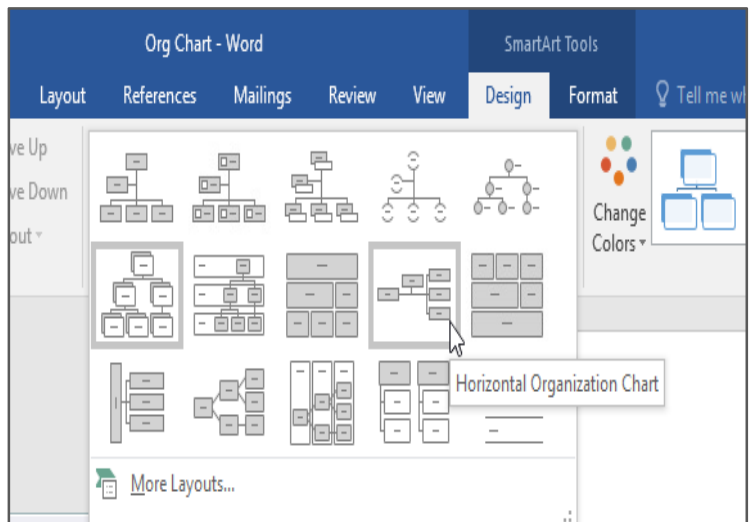 Org Chart - Word
SmartArt Tools
Layout References Mailings Review View Design Format Tell me wh
ve Up
ve Down
out
Change
Colors
Horizontal Organization Chart
More Layouts...